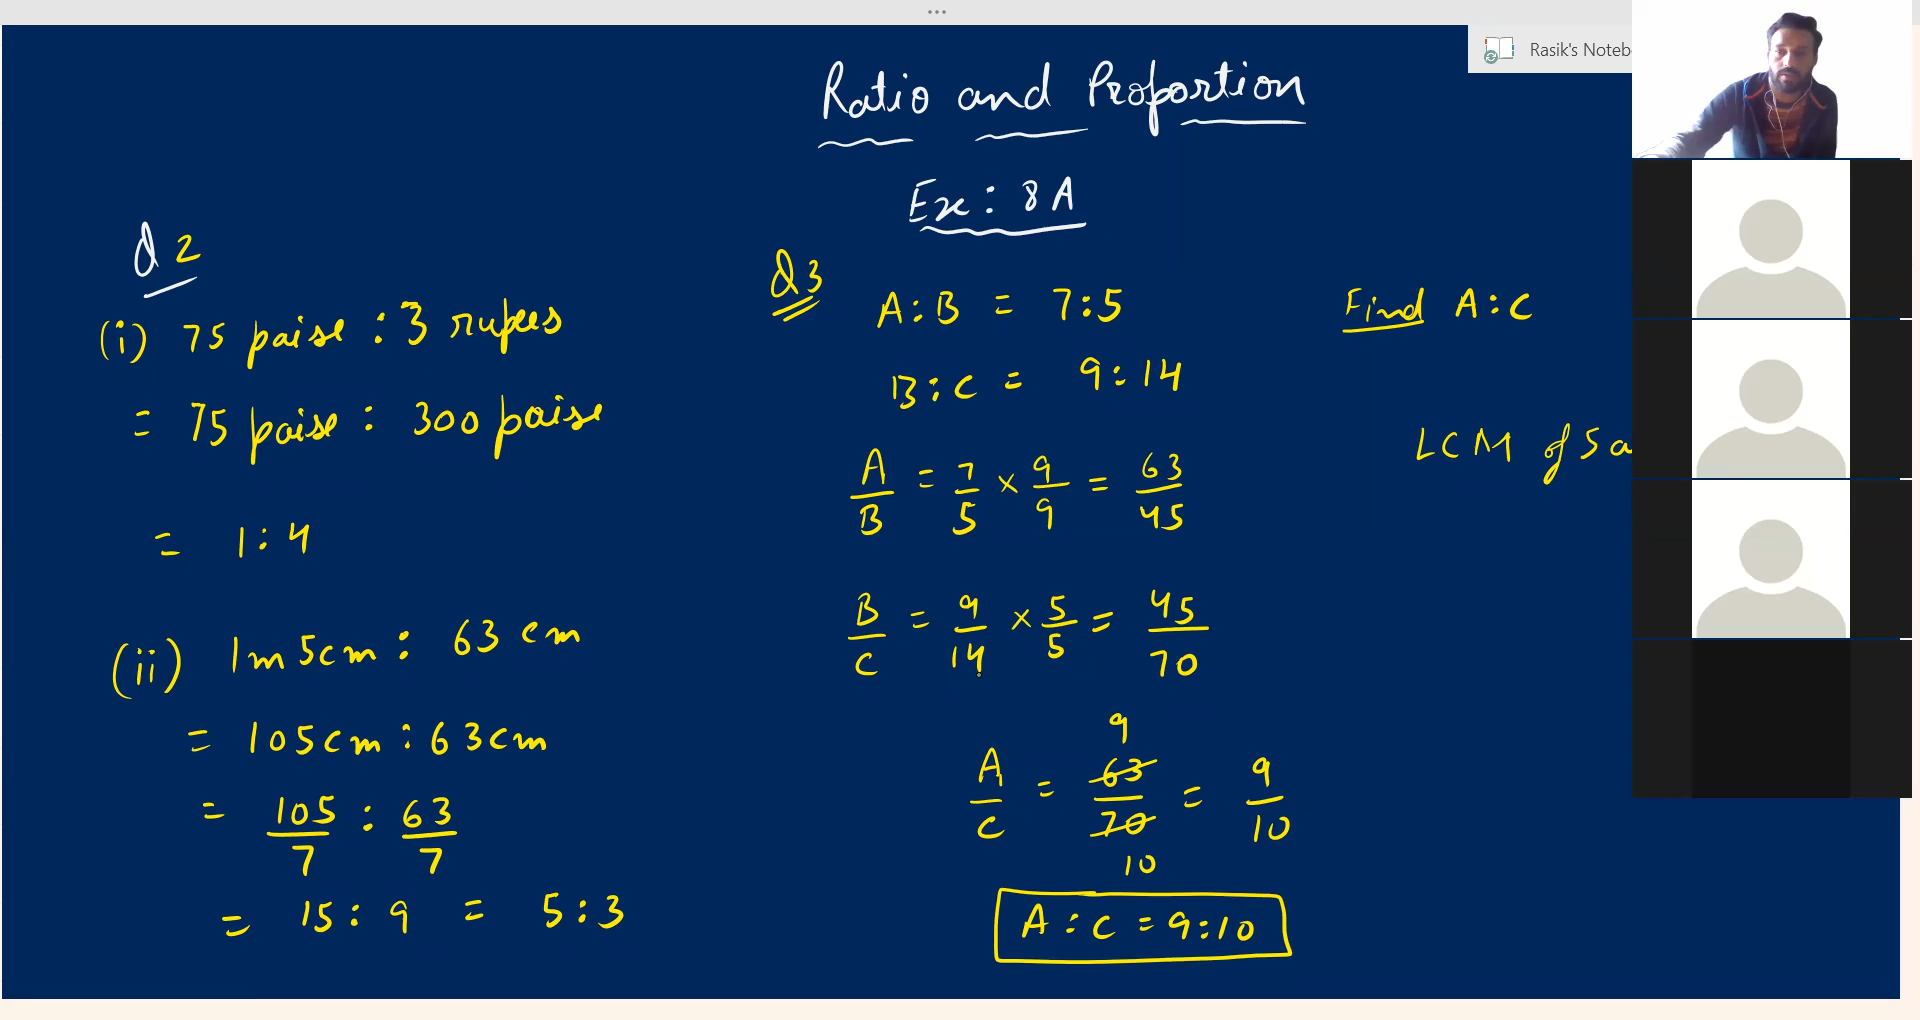 Rasik's Noteb
Ratio and Proportion
Ex: 8A
Q2
(i) 75 paise : 3 rupees
= 75 paise : 300 paise
= 1:4
(ii) 1m 5cm : 63 cm
= 105cm : 63cm
= 105/7 : 63/7
= 15:9 = 5:3
Q3
A:B = 7:5
Find A:C
B:C = 9:14
LCM of 5 a
A/B = 7/5 × 9/9 = 63/45
B/C = 9/14 × 5/5 = 45/70
9
A/C = 63/70 = 9/10
10
A:C = 9:10